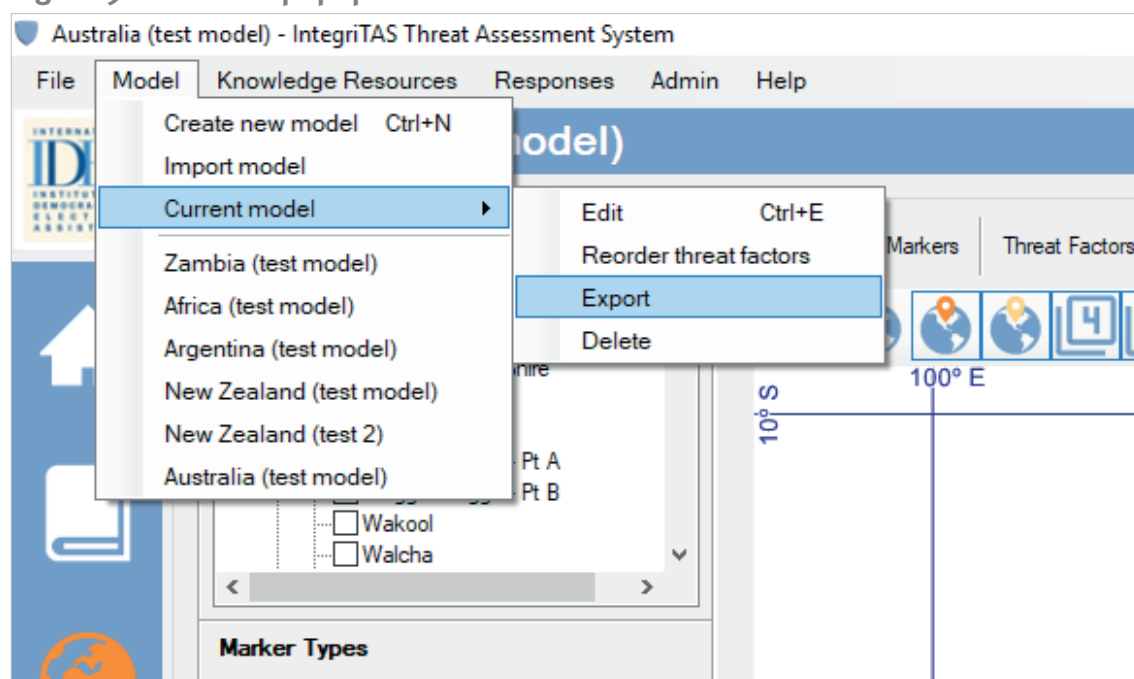 Australia (test model) - IntegriTAS Threat Assessment System
File Model Knowledge Resources Responses Admin Help
Create new model Ctrl+N
odel)
Import model
Current model
Edit Ctrl+E
Markers Threat Factors
Reorder threat factors
Zambia (test model)
Export
Africa (test model)
Delete
Argentina (test model)
100° E
New Zealand (test model)
10° S
New Zealand (test 2)
Pt A
Australia (test model)
Pt B
Wakool
Walcha
Marker Types